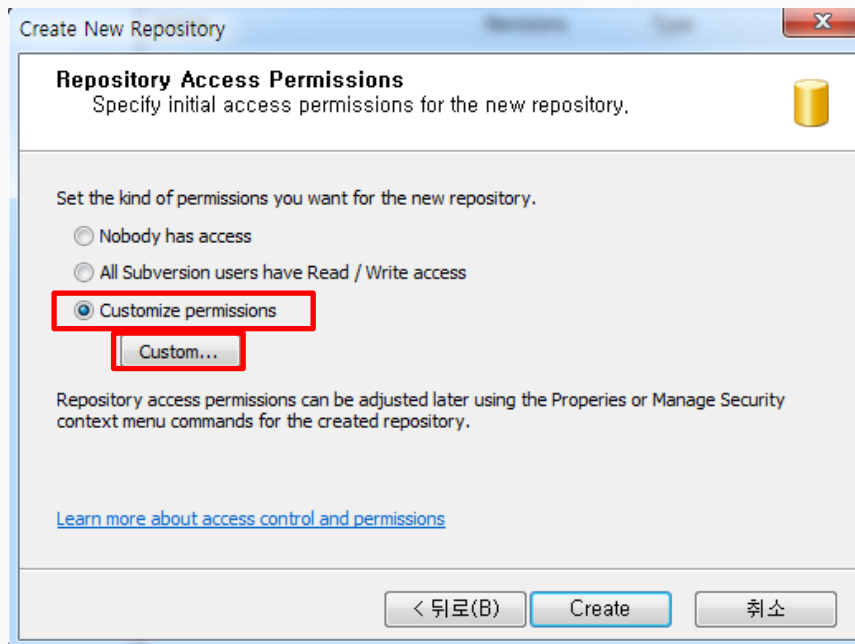 Create New Repository
Repository Access Permissions
Specify initial access permissions for the new repository,
Set the kind of permissions you want for the new repository.
Nobody has access
All Subversion users have Read / Write access
Customize permissions
Custom...
Repository access permissions can be adjusted later using the Properies or Manage Security
context menu commands for the created repository.
Learn more about access control and permissions
< 뒤로(B) Create 취소